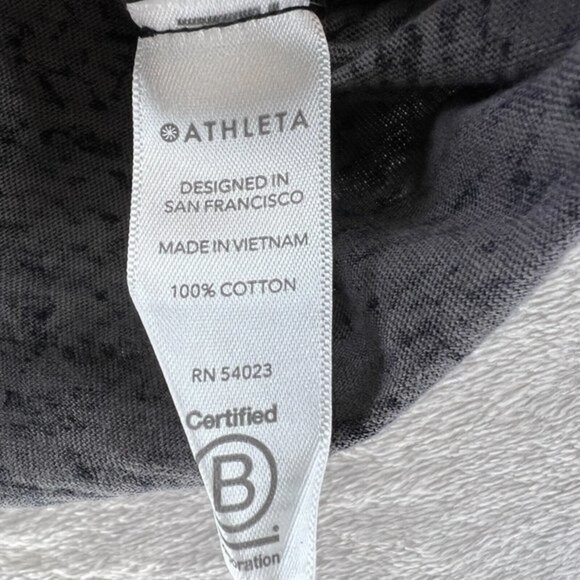 ATHLETA
DESIGNED IN
SAN FRANCISCO
MADE IN VIETNAM
100% COTTON
RN 54023
Certified
B